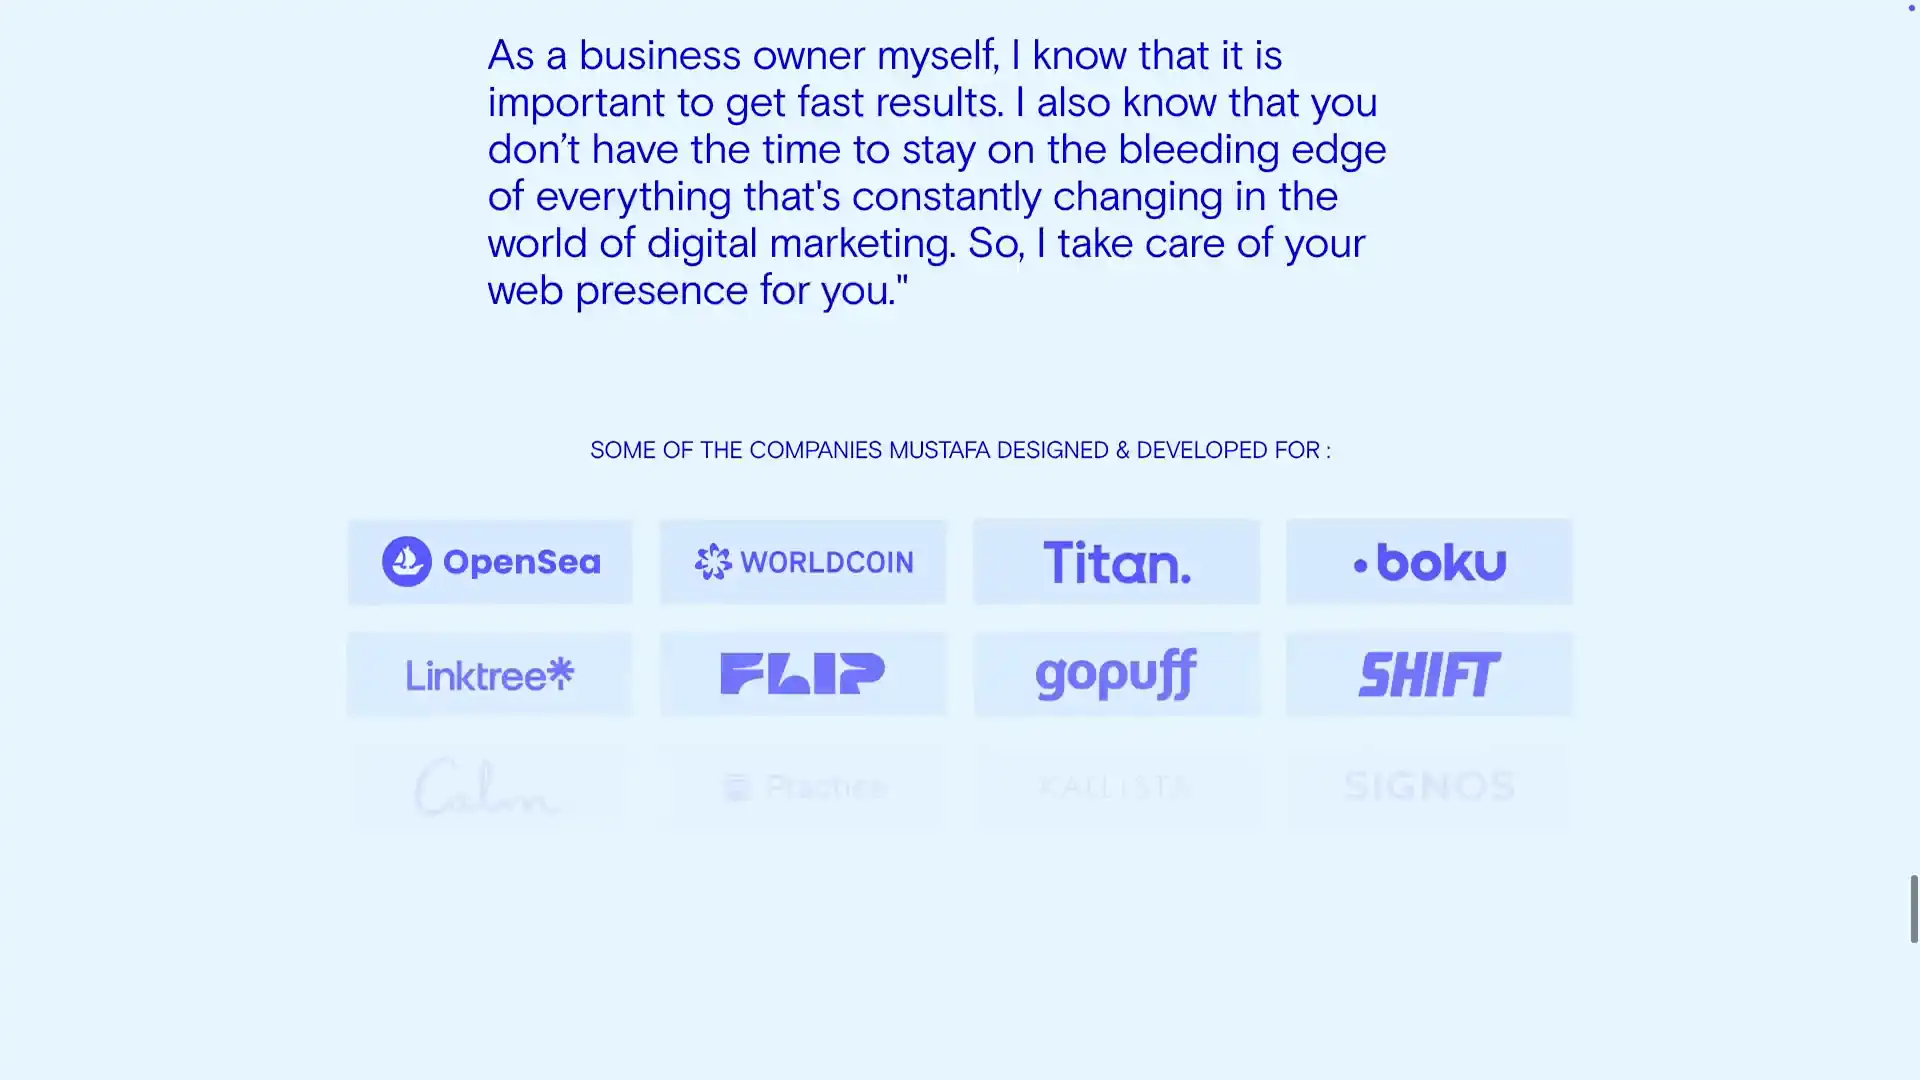 As a business owner myself, I know that it is
important to get fast results. I also know that you
don’t have the time to stay on the bleeding edge
of everything that's constantly changing in the
world of digital marketing. So, I take care of your
web presence for you."
SOME OF THE COMPANIES MUSTAFA DESIGNED & DEVELOPED FOR :
OpenSea
WORLDCOIN
Titan.
boku
Linktree
FLIP
gopuff
SHIFT
Calm
Practice
KALLISTA
SIGNOS